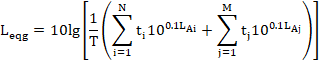 L_eqg = 10lg[1/T(∑_{i=1}^{N} t_i 10^{0.1L_Ai} + ∑_{j=1}^{M} t_j 10^{0.1L_Aj})]